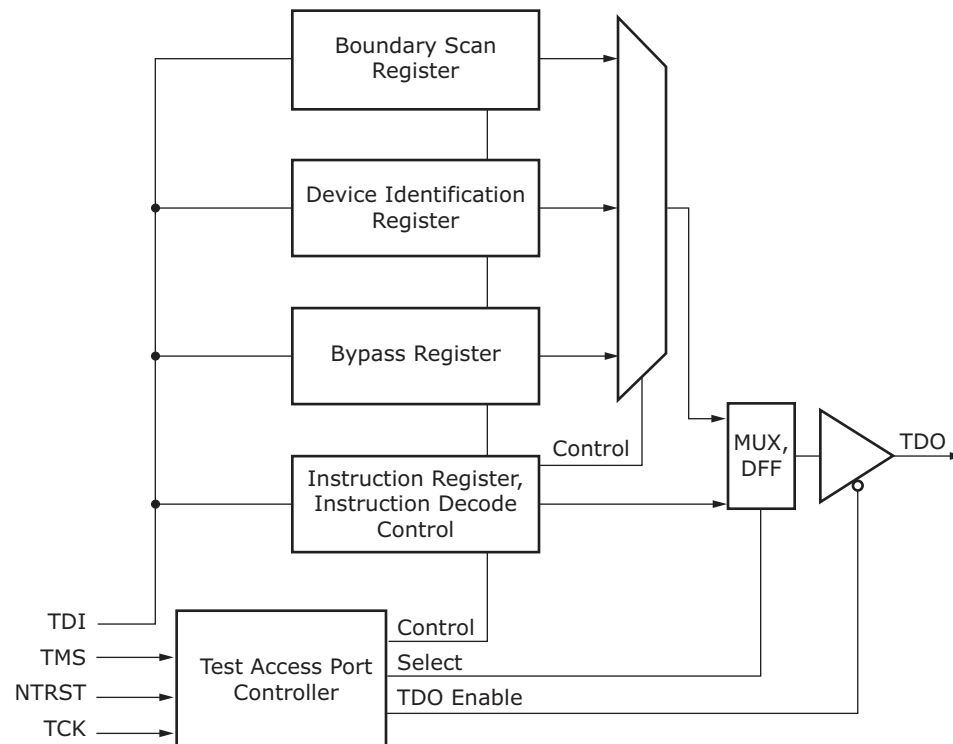 Boundary Scan
Register
Device Identification
Register
Bypass Register
Control
Instruction Register,
Instruction Decode
Control
MUX,
DFF
TDO
TDI
TMS
NTRST
TCK
Test Access Port
Controller
Control
Select
TDO Enable